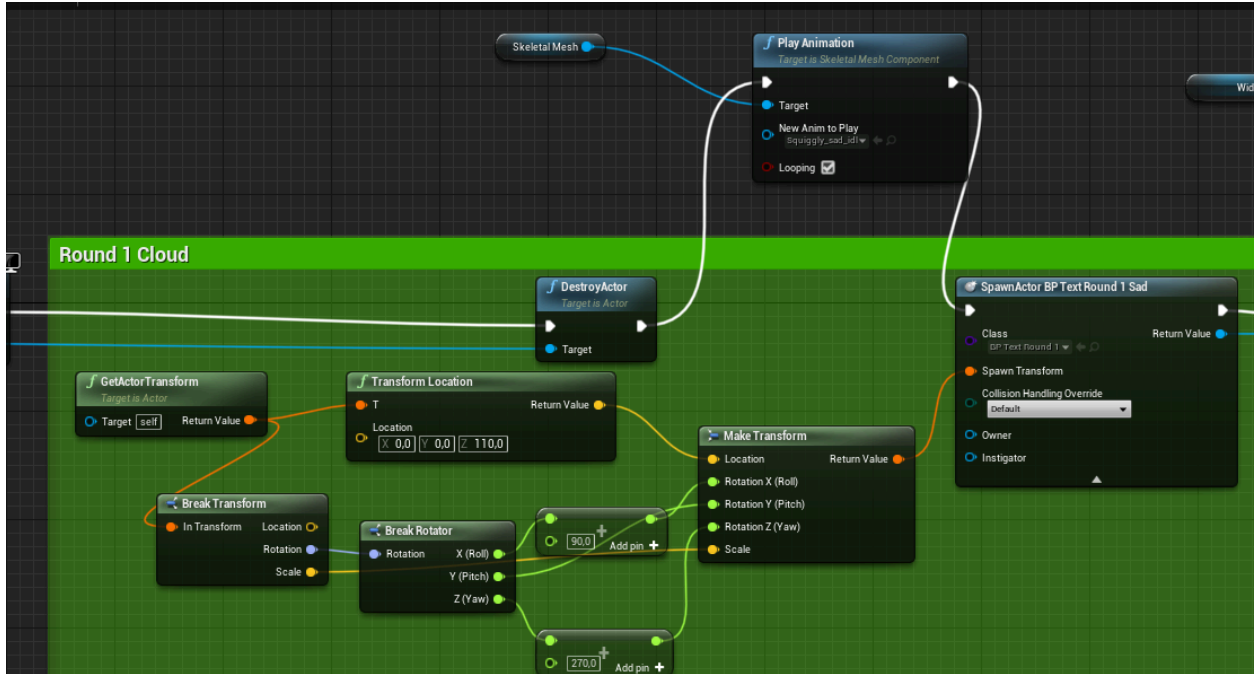 Skeletal Mesh
Play Animation
Target is Skeletal Mesh Component
Target
New Anim to Play
Squiggly_sad_idl
Looping
Wid
Round 1 Cloud
DestroyActor
Target is Actor
Target
SpawnActor BP Text Round 1 Sad
Class
Return Value
BP Text Round 1
Spawn Transform
Collision Handling Override
Default
Owner
Instigator
GetActorTransform
Target is Actor
Target self Return Value
Transform Location
T Return Value
Location
X 0,0 Y 0,0 Z 110,0
Make Transform
Location Return Value
Rotation X (Roll)
Rotation Y (Pitch)
Rotation Z (Yaw)
Scale
Break Transform
In Transform Location
Rotation
Scale
Break Rotator
Rotation X (Roll)
Y (Pitch)
Z (Yaw)
90,0 Add pin +
270,0 Add pin +